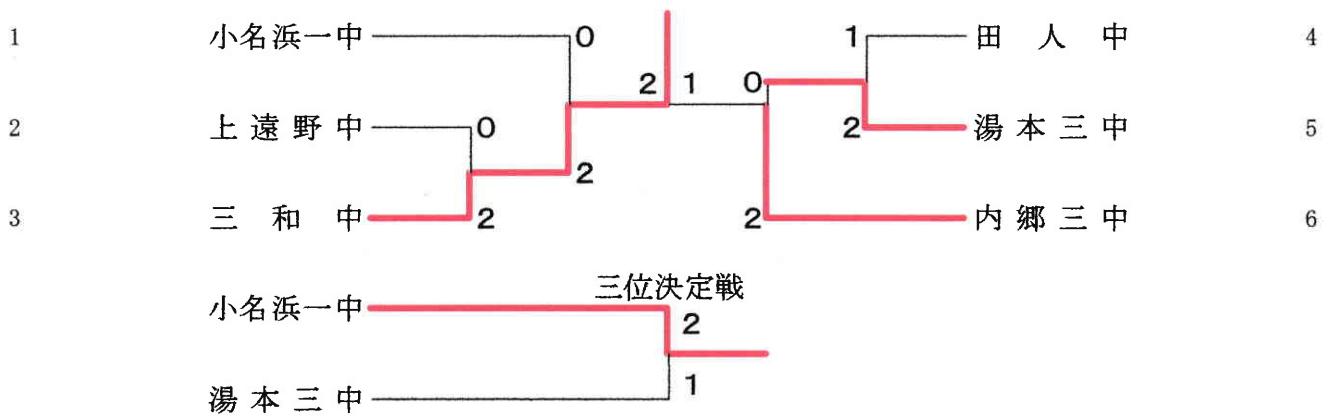 1 小名浜一中 0 1 田人中 4
2 1 0
2 上遠野中 0 2 湯本三中 5
2
3 三和中 2 2 内郷三中 6
三位決定戦
小名浜一中
2
1
湯本三中